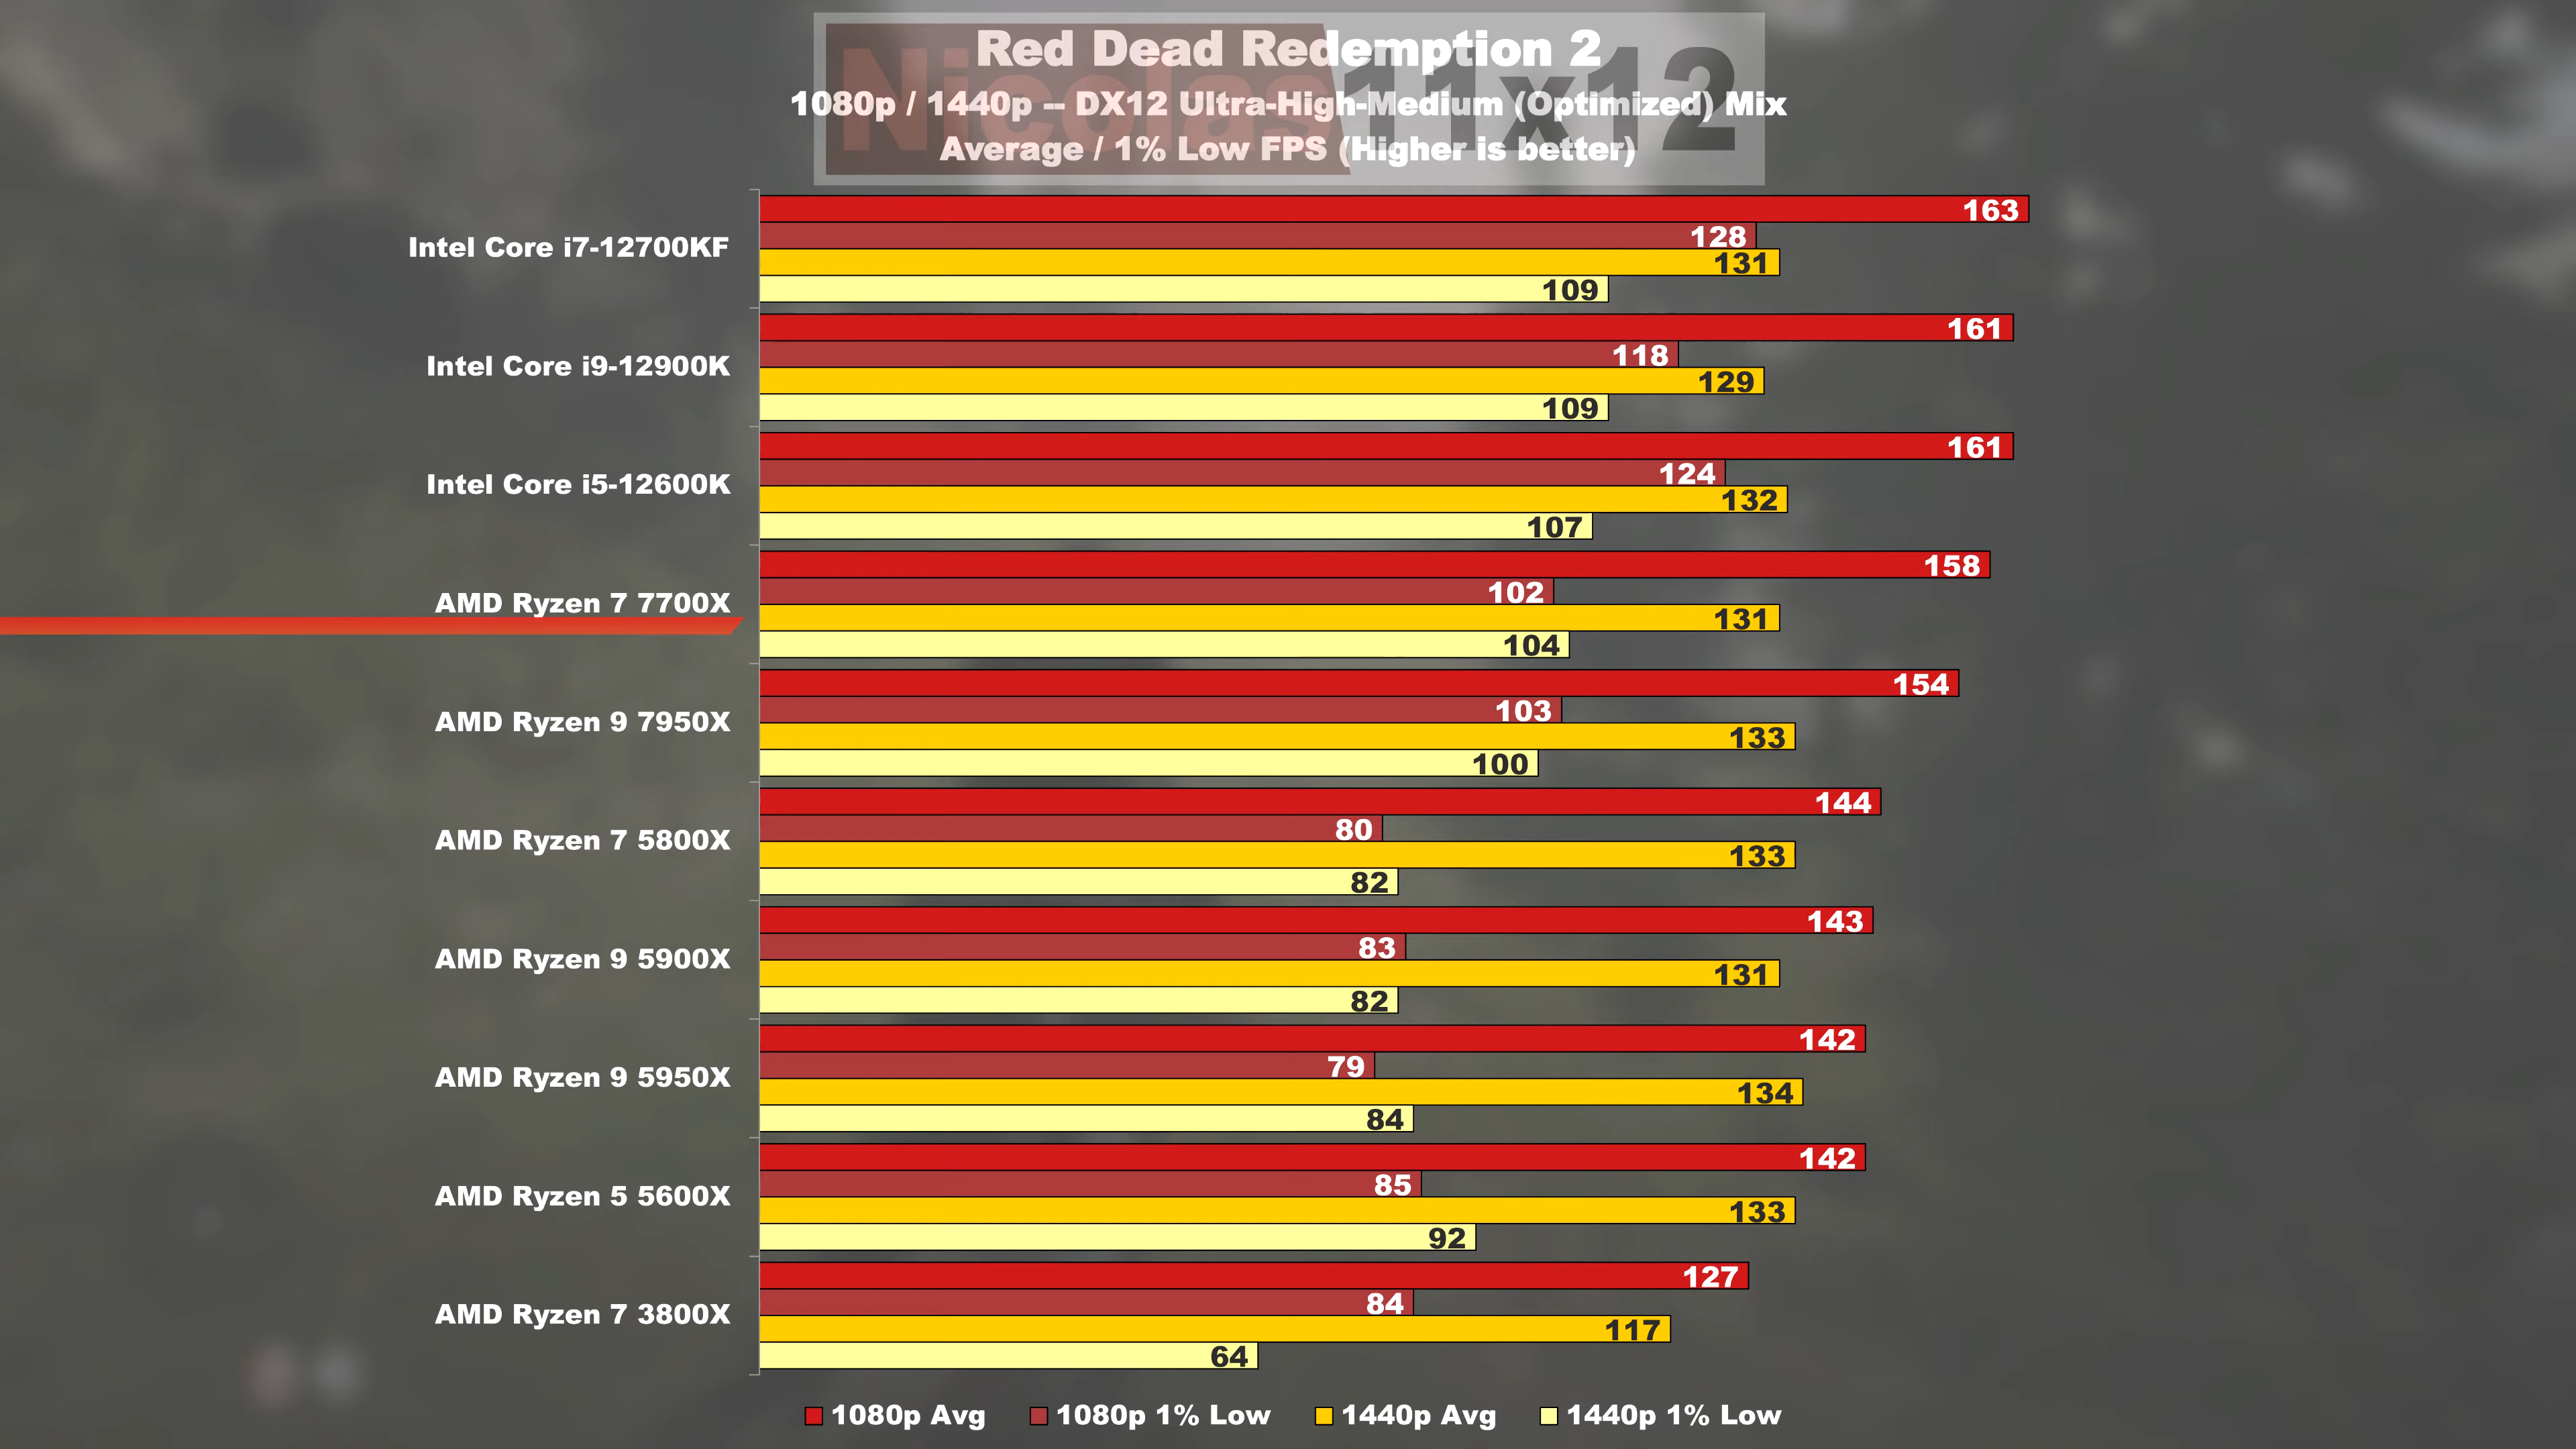 Nicolas11x12
Red Dead Redemption 2
1080p / 1440p -- DX12 Ultra-High-Medium (Optimized) Mix
Average / 1% Low FPS (Higher is better)
Intel Core i7-12700KF
163
128
131
109
Intel Core i9-12900K
161
118
129
109
Intel Core i5-12600K
161
124
132
107
AMD Ryzen 7 7700X
158
102
131
104
AMD Ryzen 9 7950X
154
103
133
100
AMD Ryzen 7 5800X
144
80
133
82
AMD Ryzen 9 5900X
143
83
131
82
AMD Ryzen 9 5950X
142
79
134
84
AMD Ryzen 5 5600X
142
85
133
92
AMD Ryzen 7 3800X
127
84
117
64
1080p Avg 1080p 1% Low 1440p Avg 1440p 1% Low